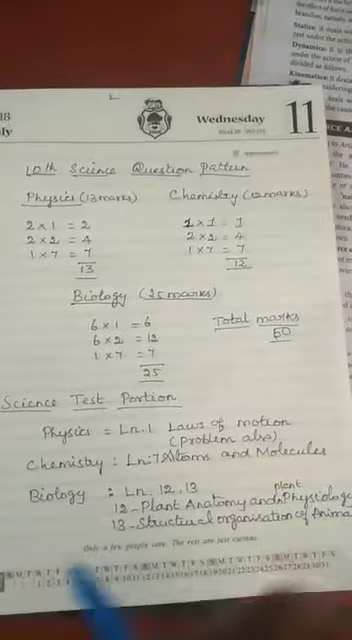 18
Wednesday
11
ly
10th Science Question Pattern
Physics (13 marks) Chemistry (12 marks)
2 x 1 = 2 1 x 1 = 1
2 x 2 = 4 2 x 2 = 4
1 x 7 = 7 1 x 7 = 7
13 12
Biology (25 marks)
6 x 1 = 6 Total marks
6 x 2 = 12 50
1 x 7 = 7
25
Science Test Portion
Physics = Ln. 1. Laws of motion
(problem also)
Chemistry : Ln: 7 Atoms and Molecules
Biology : Ln. 12, 13
12 - Plant Anatomy and plant Physiology
13 - Structural organisation of Anima
Only a few people care. The rest are just curious.